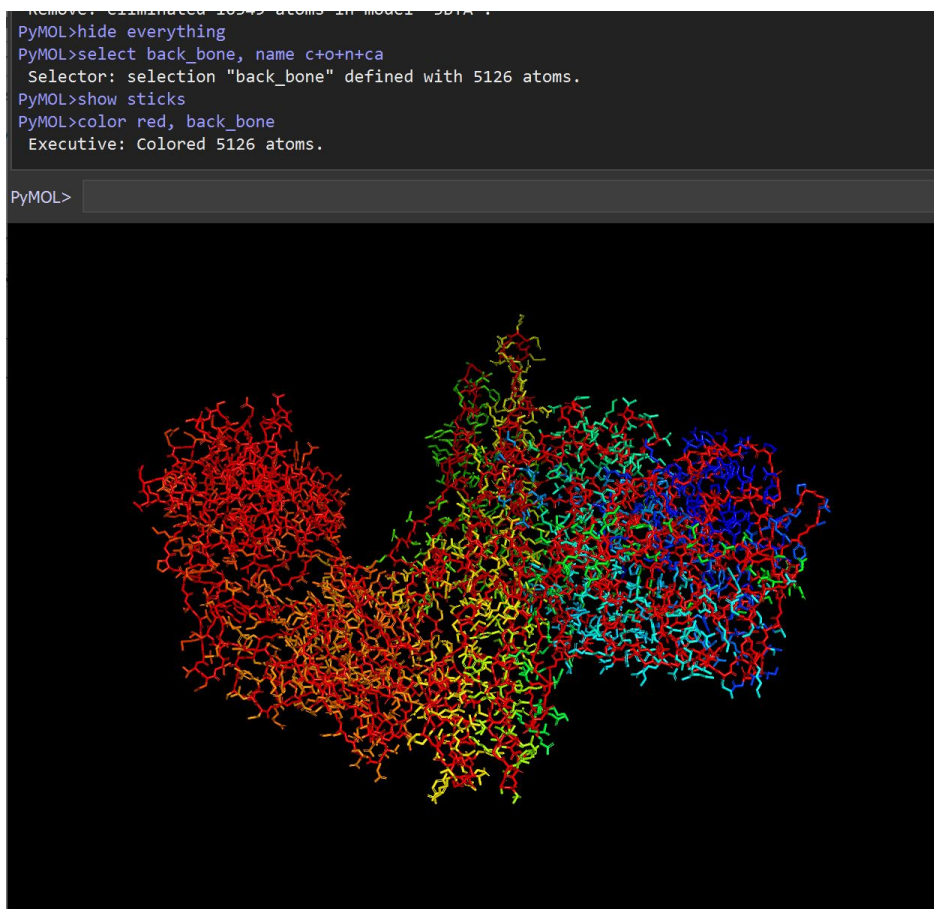 PyMOL>hide everything
PyMOL>select back_bone, name c+o+n+ca
Selector: selection "back_bone" defined with 5126 atoms.
PyMOL>show sticks
PyMOL>color red, back_bone
Executive: Colored 5126 atoms.
PyMOL>